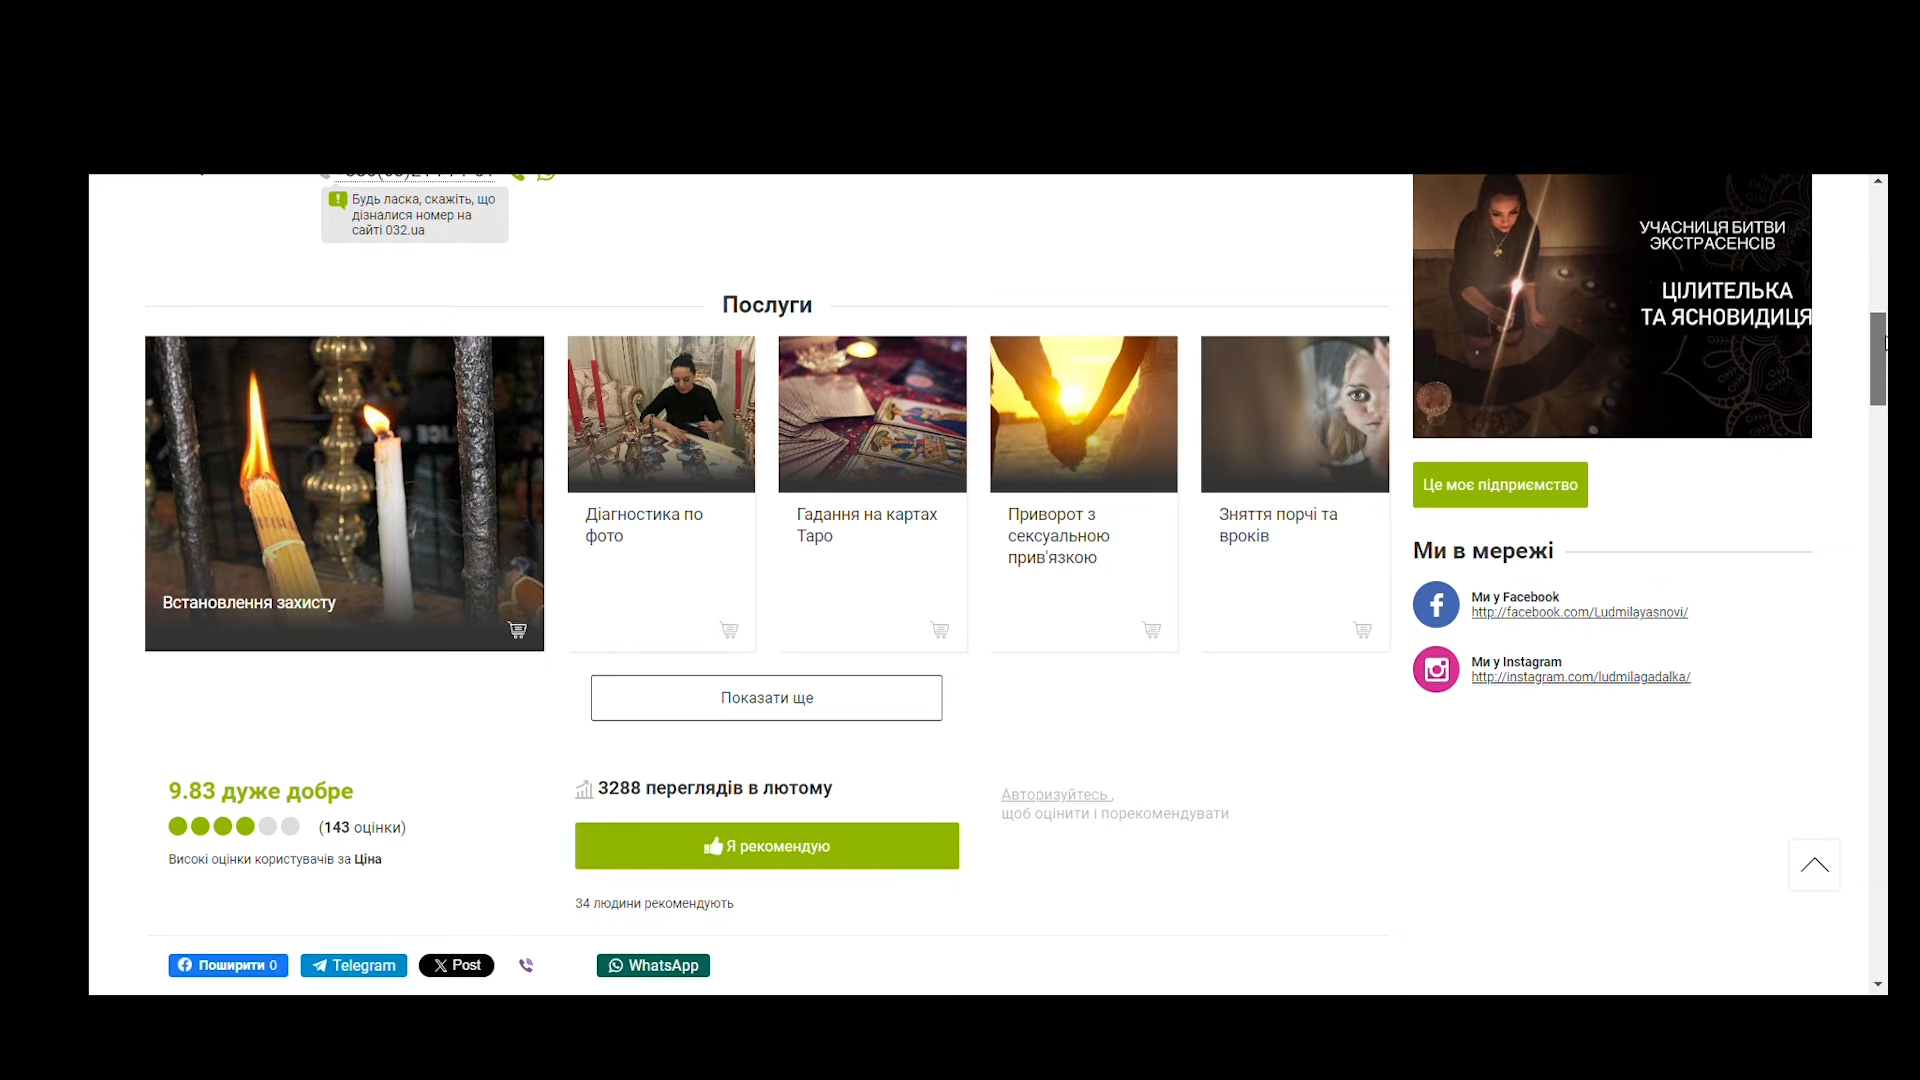 Будь ласка, скажіть, що
дізналися номер на
сайті 032.ua
УЧАСНИЦЯ БИТВИ
ЭКСТРАСЕНСІВ
ЦІЛИТЕЛЬКА
ТА ЯСНОВИДИЦЯ
Послуги
Встановлення захисту
Діагностика по
фото
Гадання на картах
Таро
Приворот з
сексуальною
прив'язкою
Зняття порчі та
вроків
Це моє підприємство
Ми в мережі
Ми у Facebook
http://facebook.com/Ludmilayasnovi/
Ми у Instagram
http://instagram.com/ludmilagadalka/
Показати ще
9.83 дуже добре
(143 оцінки)
Високі оцінки користувачів за Ціна
3288 переглядів в лютому
Я рекомендую
34 людини рекомендують
Авторизуйтесь ,
щоб оцінити і порекомендувати
Поширити 0
Telegram
Post
WhatsApp